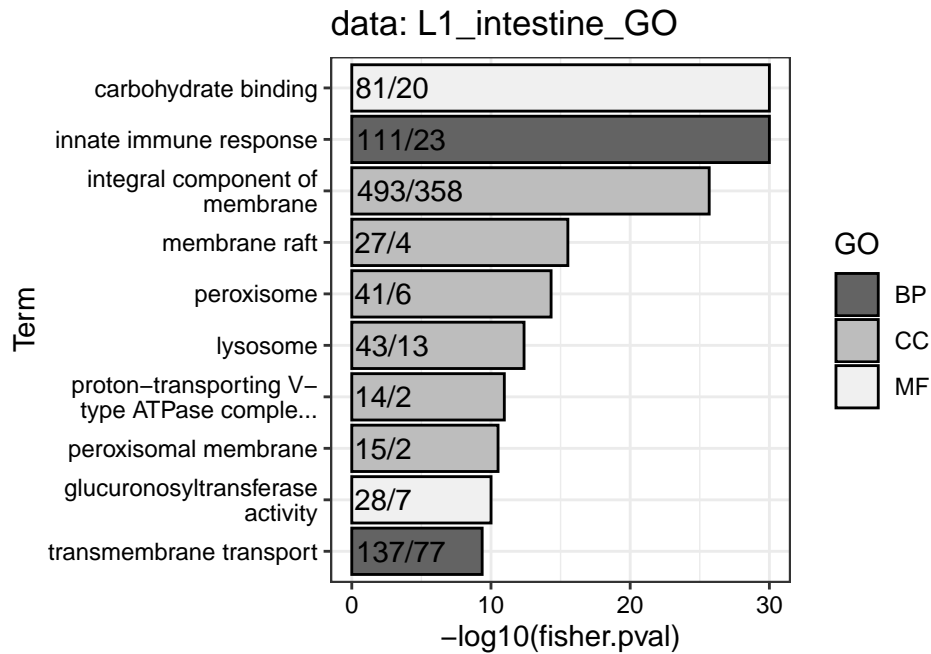 data: L1_intestine_GO
Term
carbohydrate binding
81/20
innate immune response
111/23
integral component of
membrane
493/358
membrane raft
27/4
peroxisome
41/6
lysosome
43/13
proton−transporting V−
type ATPase comple...
14/2
peroxisomal membrane
15/2
glucuronosyltransferase
activity
28/7
transmembrane transport
137/77
0 10 20 30
−log10(fisher.pval)
GO
BP
CC
MF